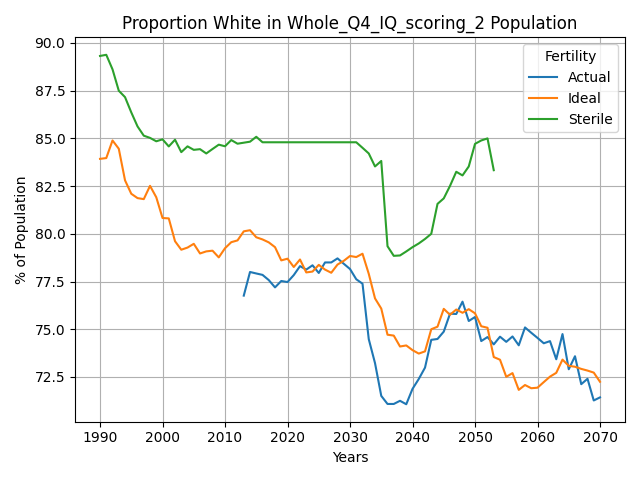 Proportion White in Whole_Q4_IQ_scoring_2 Population
% of Population
90.0
87.5
85.0
82.5
80.0
77.5
75.0
72.5
Fertility
Actual
Ideal
Sterile
1990 2000 2010 2020 2030 2040 2050 2060 2070
Years